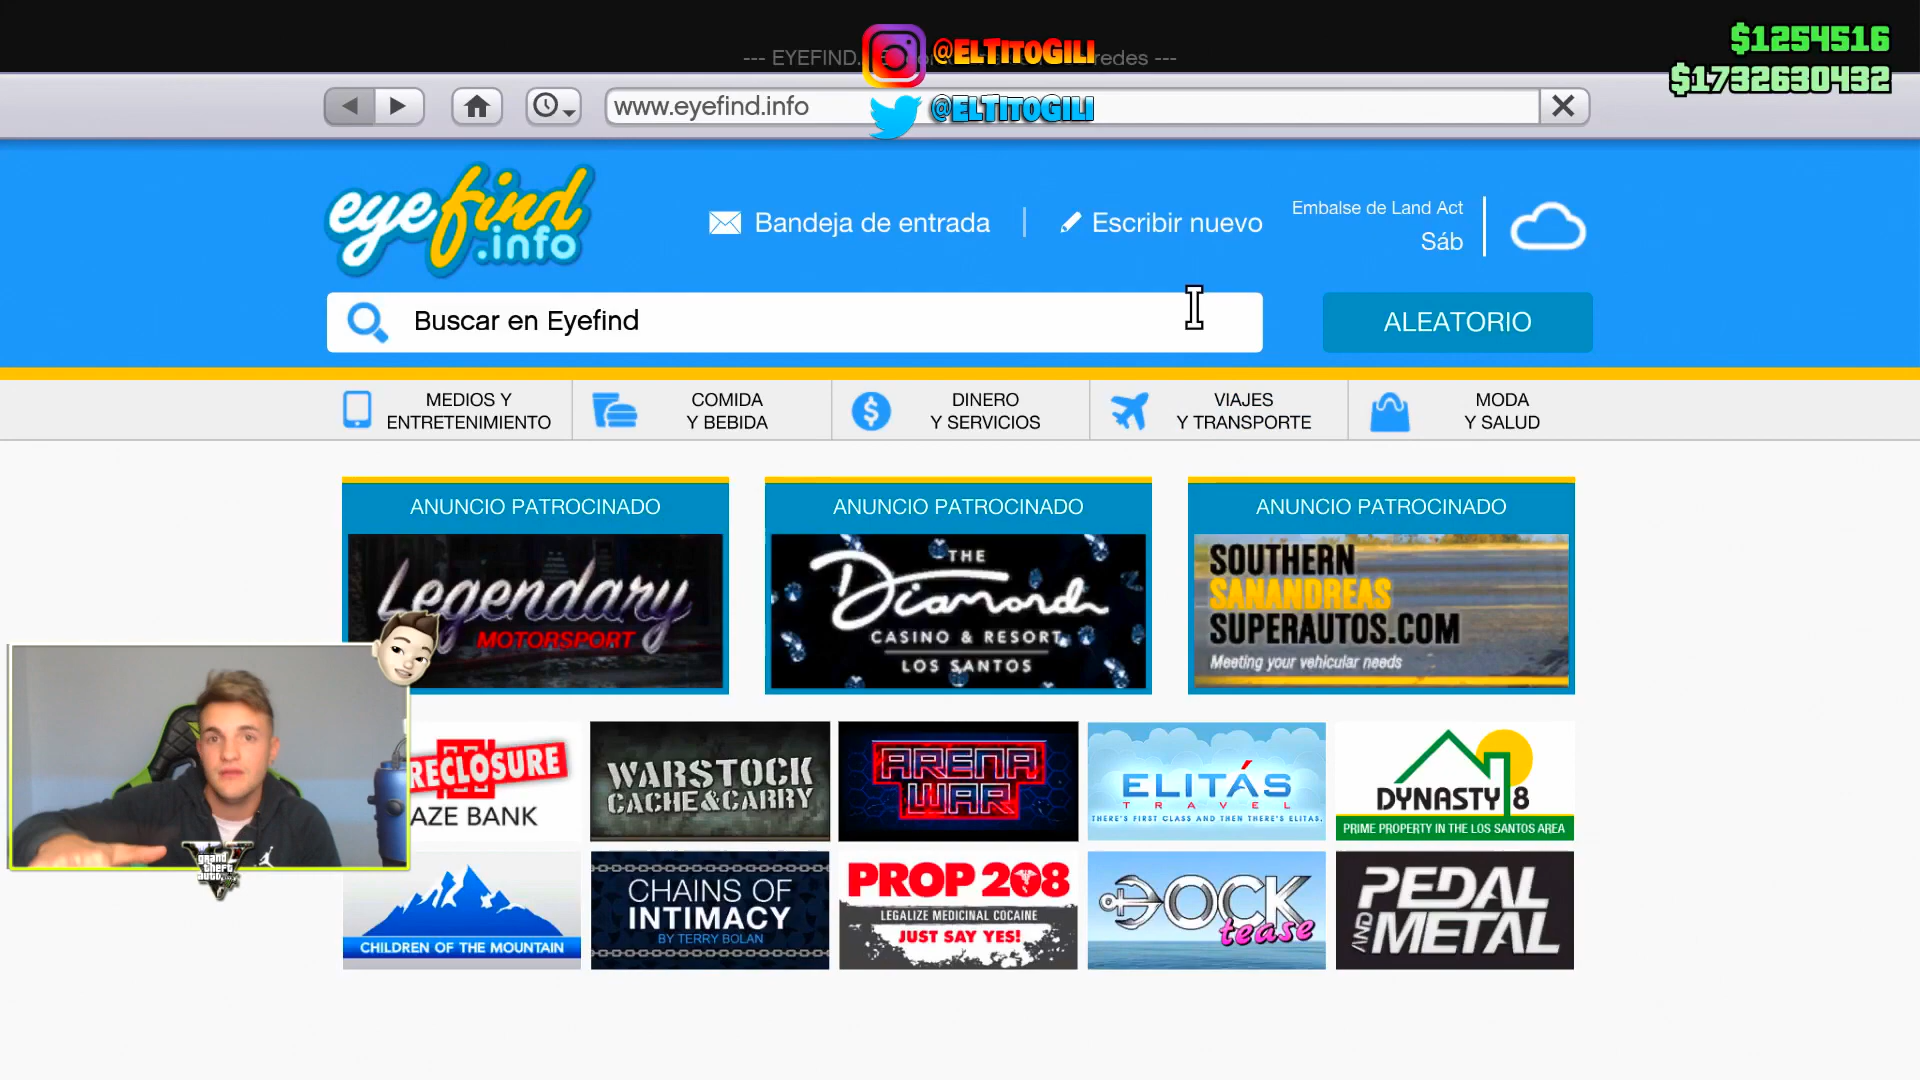 $1254516
$1732630432
--- EYEFIND.
redes ---
@ELTITOGILI
@ELTITOGILI
www.eyefind.info
eyefind
.info
Bandeja de entrada
Escribir nuevo
Embalse de Land Act
Sáb
Buscar en Eyefind
ALEATORIO
MEDIOS Y
ENTRETENIMIENTO
COMIDA
Y BEBIDA
DINERO
Y SERVICIOS
VIAJES
Y TRANSPORTE
MODA
Y SALUD
ANUNCIO PATROCINADO
Legendary
MOTORSPORT
ANUNCIO PATROCINADO
THE
Diamond
CASINO & RESORT
LOS SANTOS
ANUNCIO PATROCINADO
SOUTHERN
SANANDREAS
SUPERAUTOS.COM
Meeting your vehicular needs
RECLOSURE
AZE BANK
WARSTOCK
CACHE&CARRY
ARENA
WAR
ELITÁS
TRAVEL
THERE'S FIRST CLASS AND THEN THERE'S ELITAS.
DYNASTY 8
PRIME PROPERTY IN THE LOS SANTOS AREA
grand
theft
auto
V
CHILDREN OF THE MOUNTAIN
CHAINS OF
INTIMACY
BY TERRY BOLAN
PROP 208
LEGALIZE MEDICINAL COCAINE
JUST SAY YES!
DOCK
tease
PEDAL
AND METAL